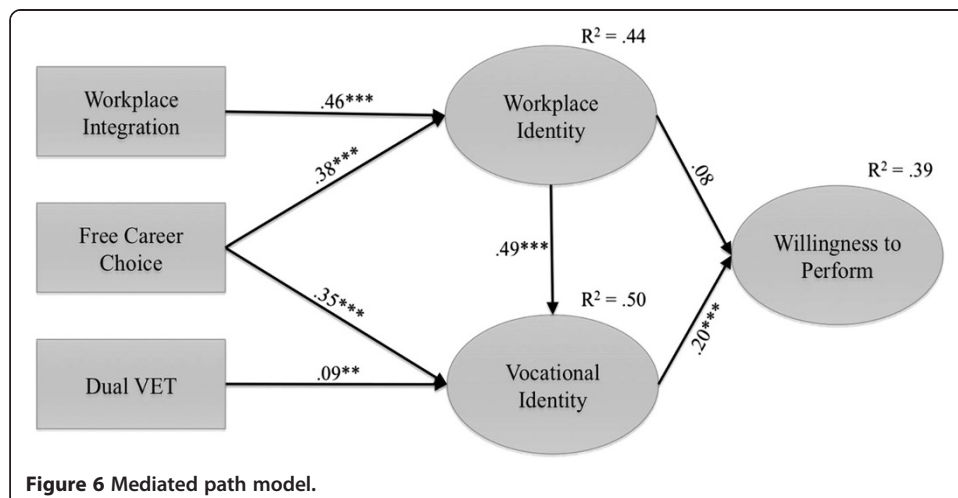 R² = .44
Workplace
Integration
.46***
Workplace
Identity
.38***
.08
R² = .39
Free Career
Choice
.49***
Willingness to
Perform
.35***
R² = .50
.20***
Dual VET
.09**
Vocational
Identity
Figure 6 Mediated path model.